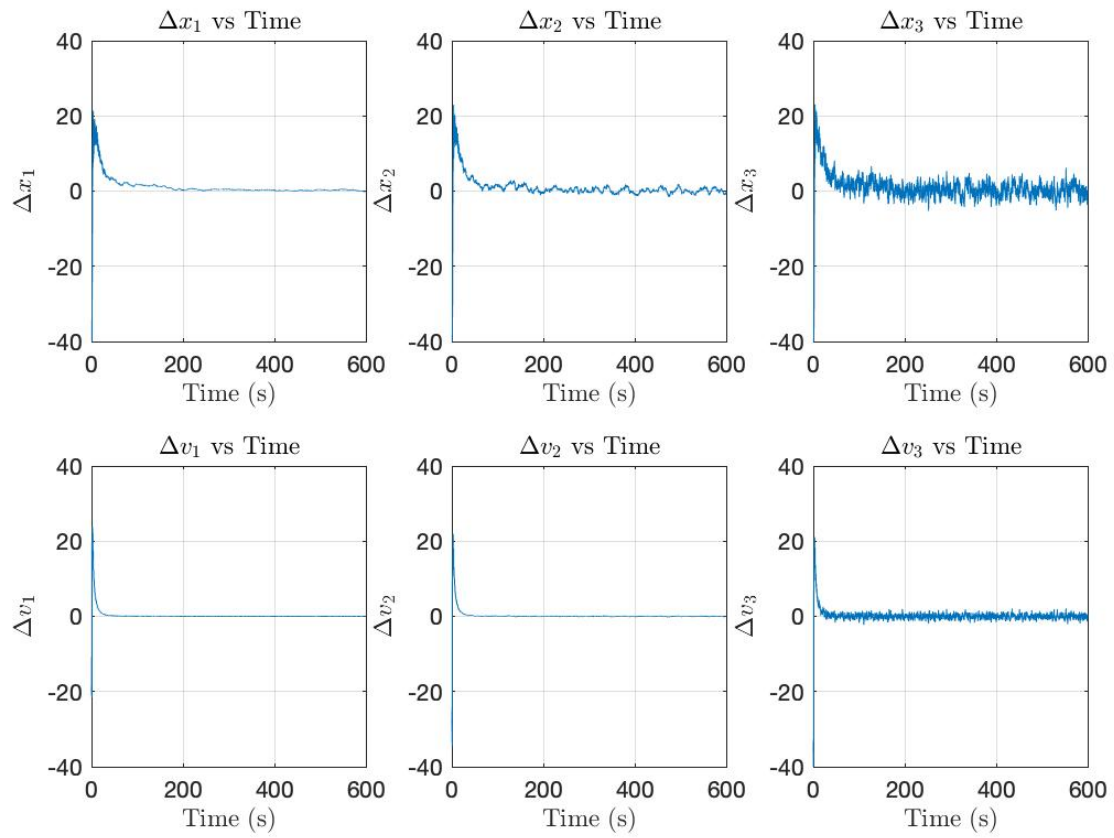 Δx₁ vs Time
Δx₂ vs Time
Δx₃ vs Time
40
20
0
-20
-40
Δx₁
0 200 400 600
Time (s)
40
20
0
-20
-40
Δx₂
0 200 400 600
Time (s)
40
20
0
-20
-40
Δx₃
0 200 400 600
Time (s)
Δv₁ vs Time
Δv₂ vs Time
Δv₃ vs Time
40
20
0
-20
-40
Δv₁
0 200 400 600
Time (s)
40
20
0
-20
-40
Δv₂
0 200 400 600
Time (s)
40
20
0
-20
-40
Δv₃
0 200 400 600
Time (s)